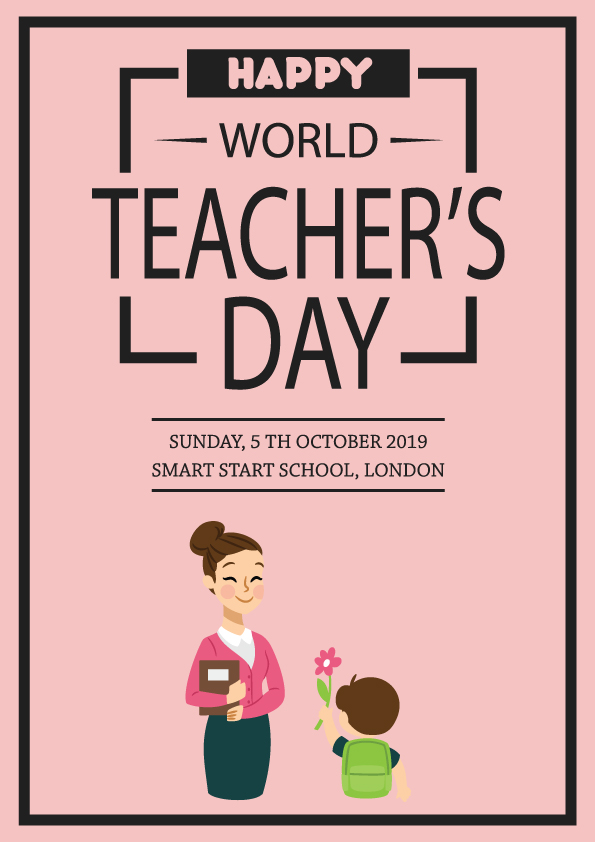 HAPPY
WORLD
TEACHER'S
DAY
SUNDAY, 5 TH OCTOBER 2019
SMART START SCHOOL, LONDON